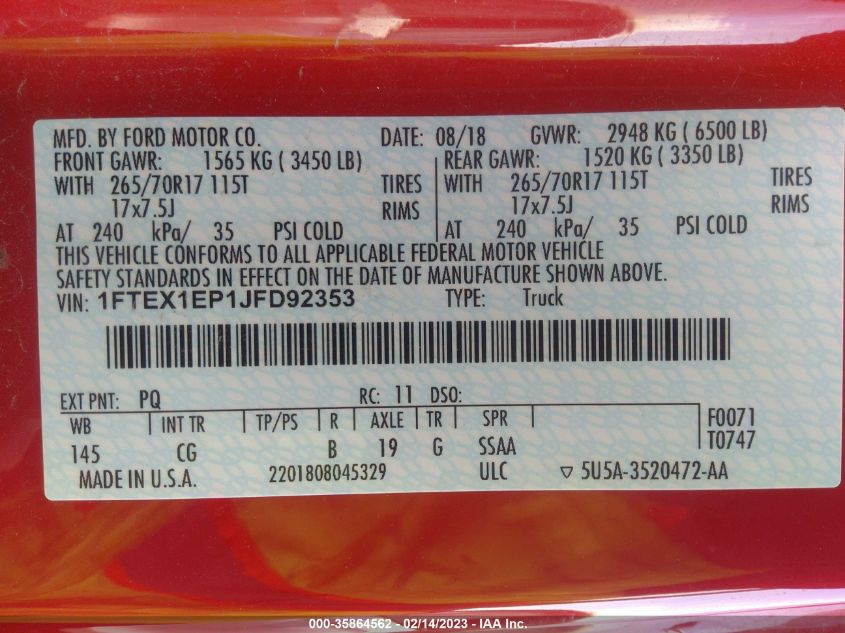 MFD. BY FORD MOTOR CO. DATE: 08/18 GVWR: 2948 KG ( 6500 LB)
FRONT GAWR: 1565 KG ( 3450 LB) REAR GAWR: 1520 KG ( 3350 LB)
WITH 265/70R17 115T TIRES WITH 265/70R17 115T TIRES
17x7.5J RIMS 17x7.5J RIMS
AT 240 kPa/ 35 PSI COLD AT 240 kPa/ 35 PSI COLD
THIS VEHICLE CONFORMS TO ALL APPLICABLE FEDERAL MOTOR VEHICLE
SAFETY STANDARDS IN EFFECT ON THE DATE OF MANUFACTURE SHOWN ABOVE.
VIN: 1FTEX1EP1JFD92353 TYPE: Truck
EXT PNT: PQ RC: 11 DSO:
WB INT TR TP/PS R AXLE TR SPR F0071
145 CG B 19 G SSAA T0747
MADE IN U.S.A. 2201808045329 ULC ▽ 5U5A-3520472-AA
000-35864562 - 02/14/2023 - IAA Inc.